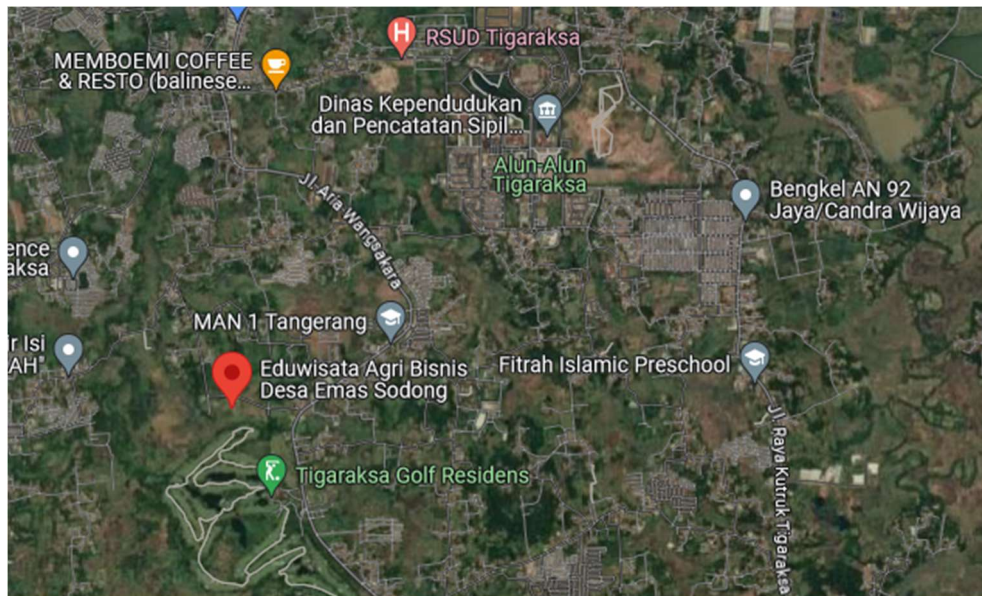 RSUD Tigaraksa
MEMBOEMI COFFEE
& RESTO (balinese...
Dinas Kependudukan
dan Pencatatan Sipil...
Alun-Alun
Tigaraksa
Jl. Aria Wangsakara
Bengkel AN 92
Jaya/Candra Wijaya
ence
aksa
MAN 1 Tangerang
ir Isi
AH"
Eduwisata Agri Bisnis
Desa Emas Sodong
Fitrah Islamic Preschool
Jl. Raya Kutruk Tigaraksa
Tigaraksa Golf Residens